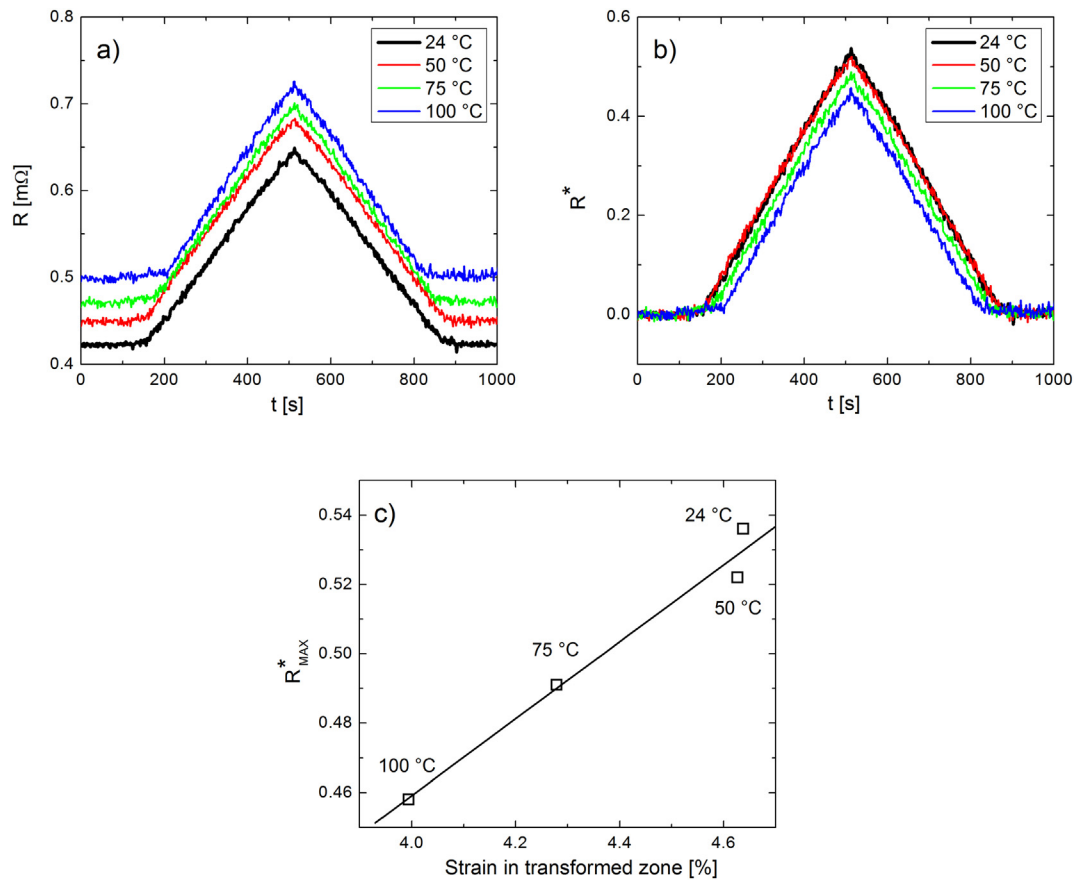 a)
24 °C
50 °C
75 °C
100 °C
R [mΩ]
0.8
0.7
0.6
0.5
0.4
0 200 400 600 800 1000
t [s]
b)
24 °C
50 °C
75 °C
100 °C
R*
0.6
0.4
0.2
0.0
0 200 400 600 800 1000
t [s]
c)
24 °C
50 °C
75 °C
100 °C
R*MAX
0.54
0.52
0.50
0.48
0.46
4.0 4.2 4.4 4.6
Strain in transformed zone [%]